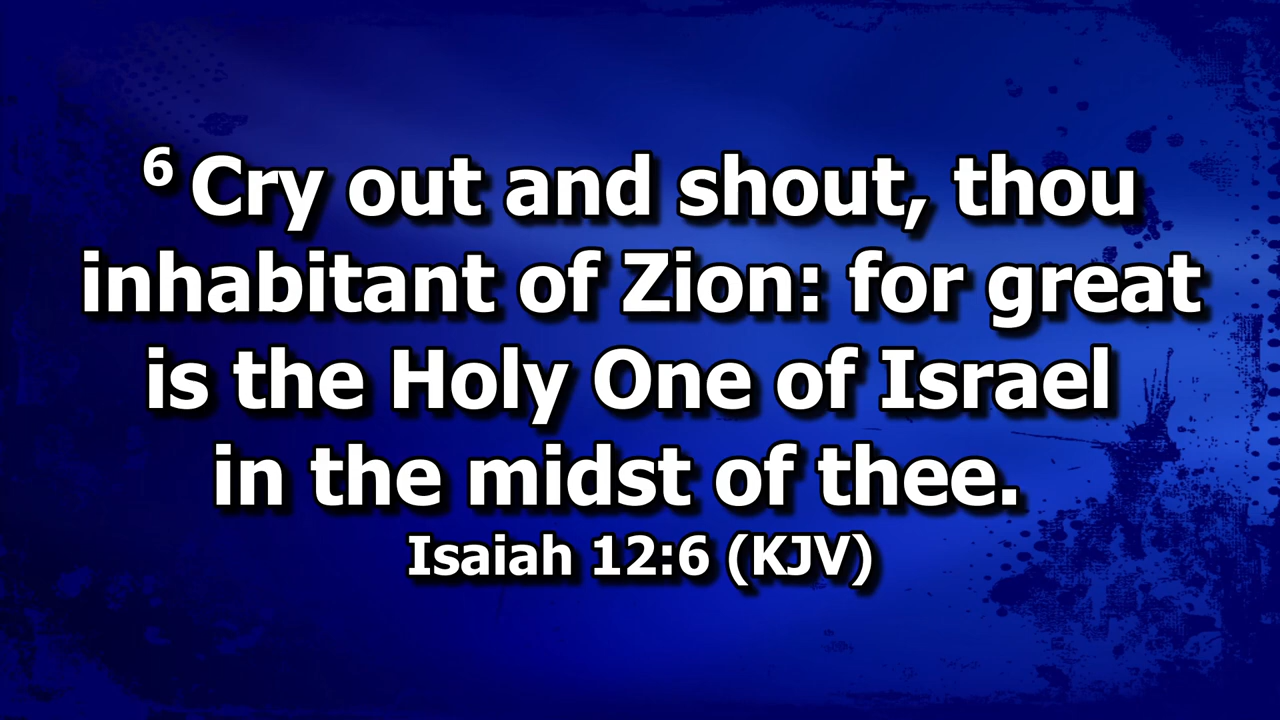 6 Cry out and shout, thou
inhabitant of Zion: for great
is the Holy One of Israel
in the midst of thee.
Isaiah 12:6 (KJV)